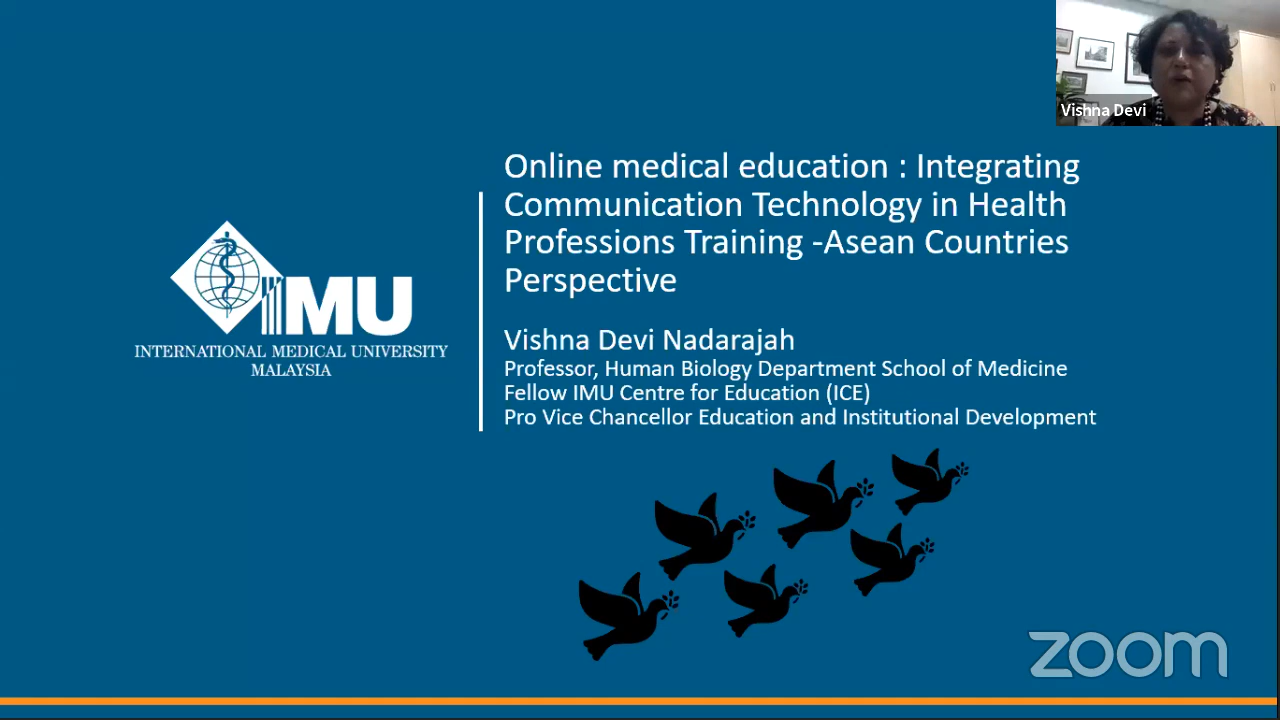 Vishna Devi
Online medical education : Integrating
Communication Technology in Health
Professions Training -Asean Countries
Perspective
IMU
INTERNATIONAL MEDICAL UNIVERSITY
MALAYSIA
Vishna Devi Nadarajah
Professor, Human Biology Department School of Medicine
Fellow IMU Centre for Education (ICE)
Pro Vice Chancellor Education and Institutional Development
zoom